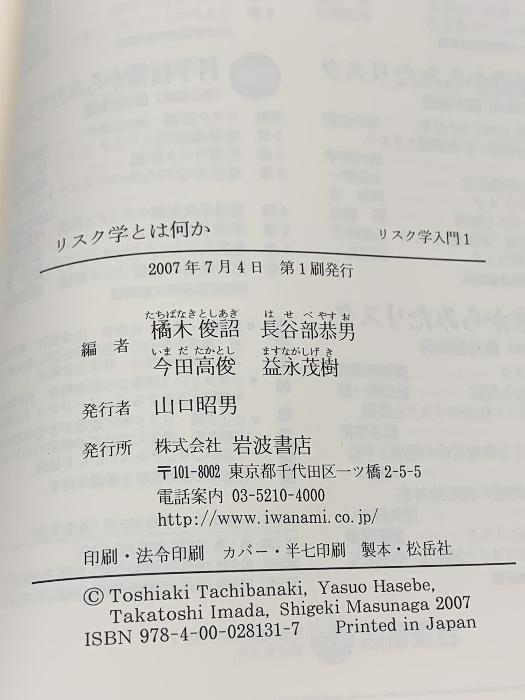 リスク学とは何か リスク学入門1
2007年7月4日 第1刷発行
たちばなきとしあき はせべやすお
編者 橘木俊詔 長谷部恭男
いまだたかとし ますながしげき
今田高俊 益永茂樹
発行者 山口昭男
発行所 株式会社 岩波書店
〒101-8002 東京都千代田区一ツ橋2-5-5
電話案内 03-5210-4000
http://www.iwanami.co.jp/
印刷・法令印刷 カバー・半七印刷 製本・松岳社
© Toshiaki Tachibanaki, Yasuo Hasebe,
Takatoshi Imada, Shigeki Masunaga 2007
ISBN 978-4-00-028131-7 Printed in Japan